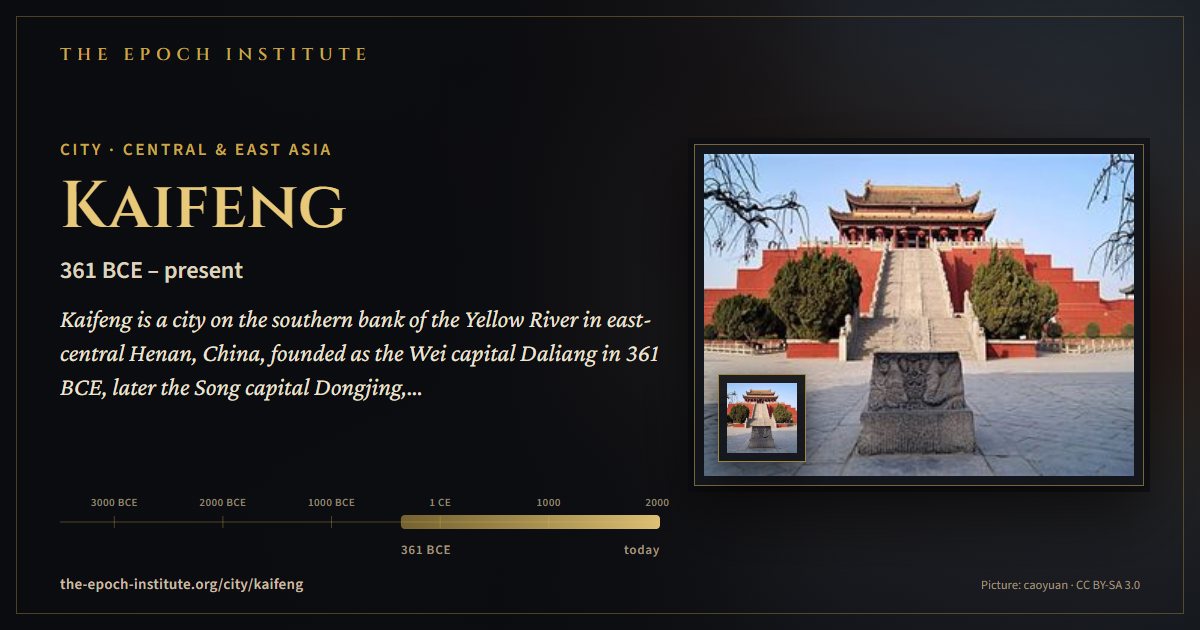 THE EPOCH INSTITUTE
CITY · CENTRAL & EAST ASIA
KAIFENG
361 BCE – present
Kaifeng is a city on the southern bank of the Yellow River in east-
central Henan, China, founded as the Wei capital Daliang in 361
BCE, later the Song capital Dongjing,...
3000 BCE 2000 BCE 1000 BCE 1 CE 1000 2000
361 BCE today
the-epoch-institute.org/city/kaifeng
Picture: caoyuan · CC BY-SA 3.0